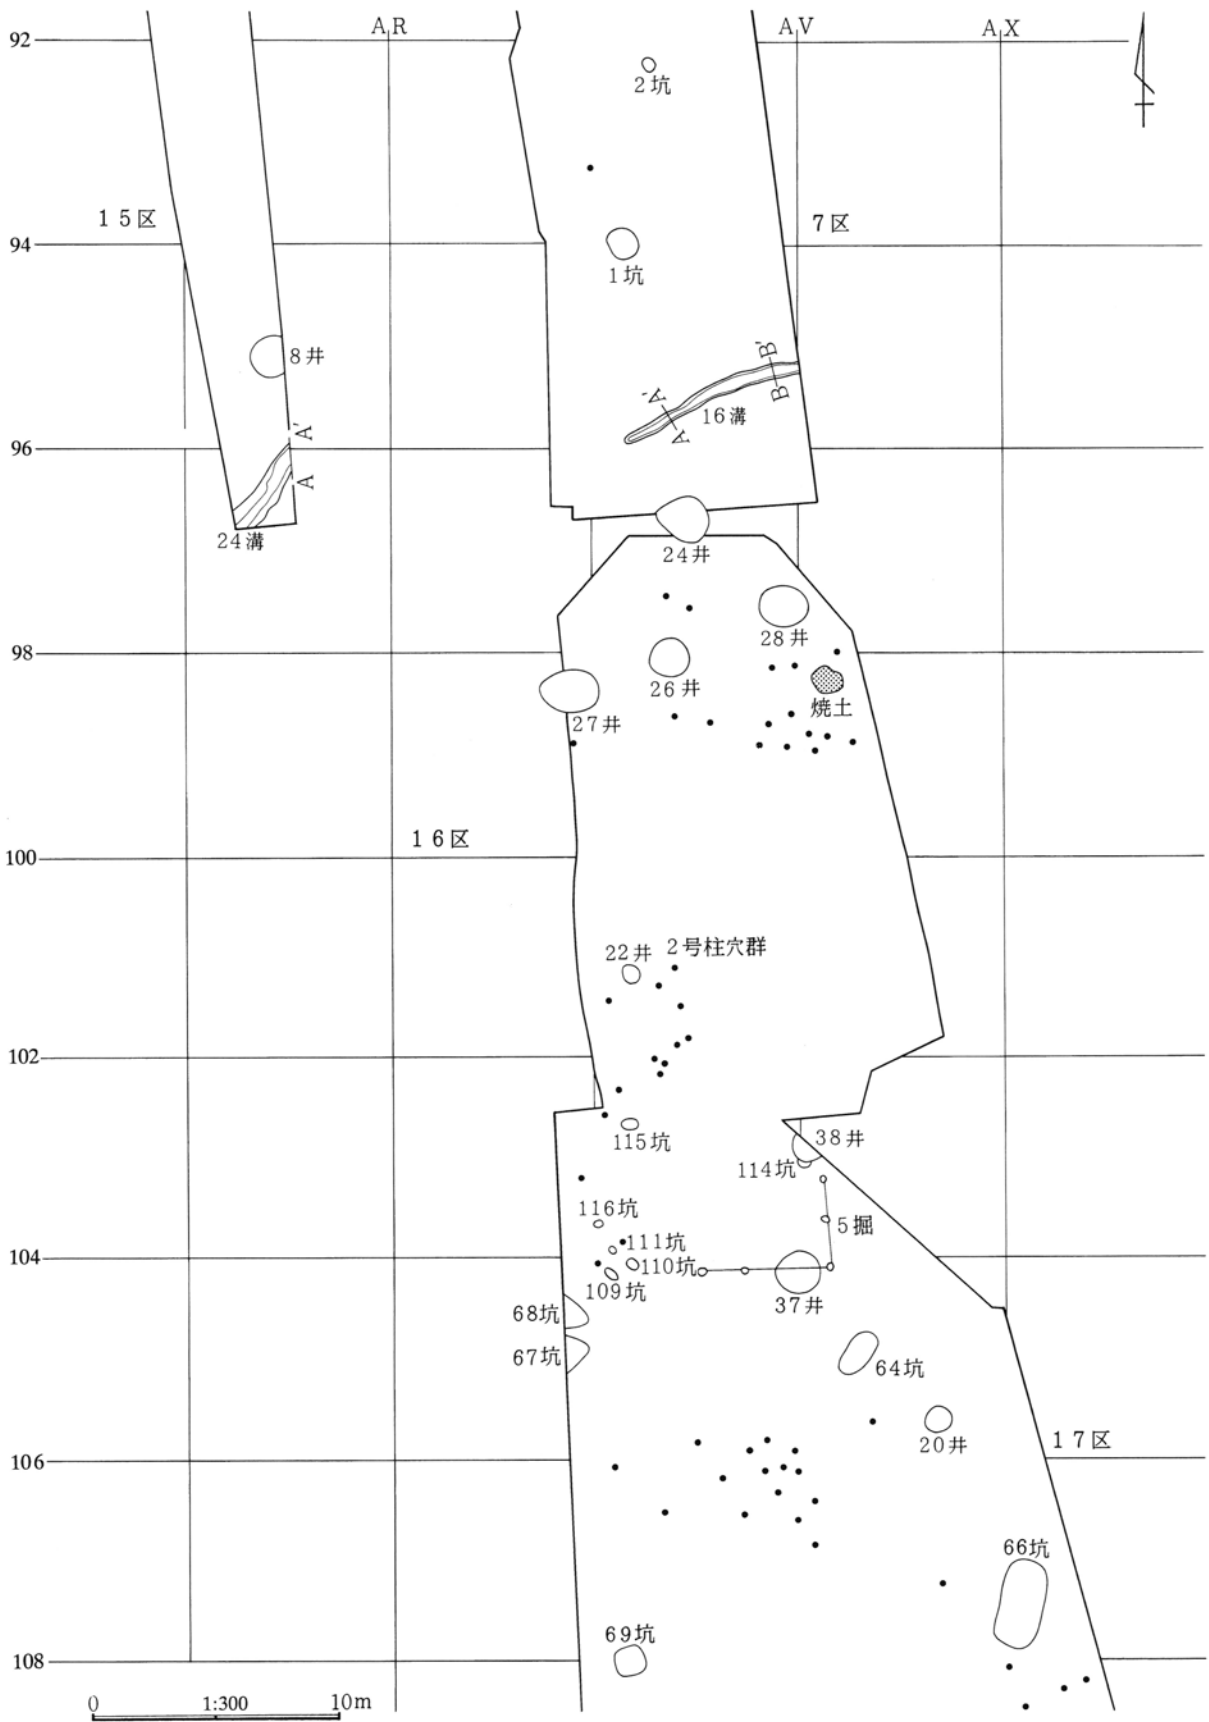 AR
AV
AX
92
2坑
15区
7区
94
1坑
8井
B'
B
A'
A
16溝
A'
A
96
24溝
24井
28井
98
26井
焼土
27井
16区
100
22井
2号柱穴群
102
115坑
38井
114坑
116坑
5掘
111坑
104
110坑
109坑
37井
68坑
67坑
64坑
20井
17区
106
66坑
69坑
108
0 1:300 10m